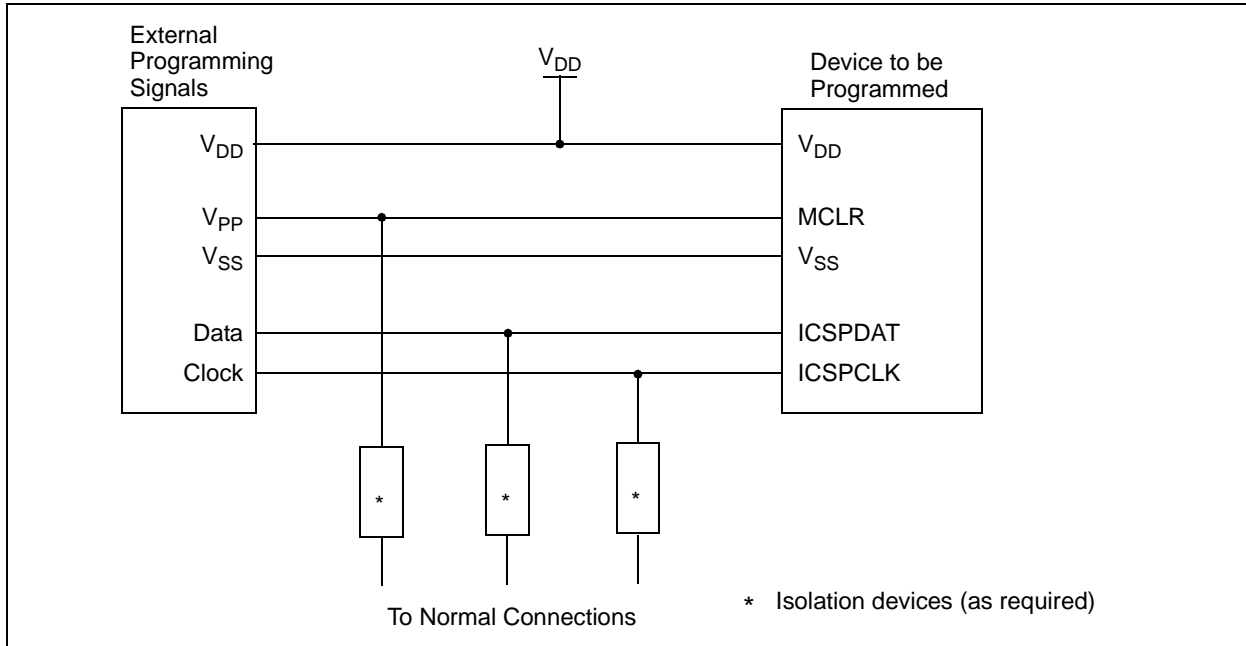 External
Programming
Signals
VDD
Device to be
Programmed
VDD
VDD
VPP
MCLR
VSS
VSS
Data
ICSPDAT
Clock
ICSPCLK
*
*
*
To Normal Connections
* Isolation devices (as required)